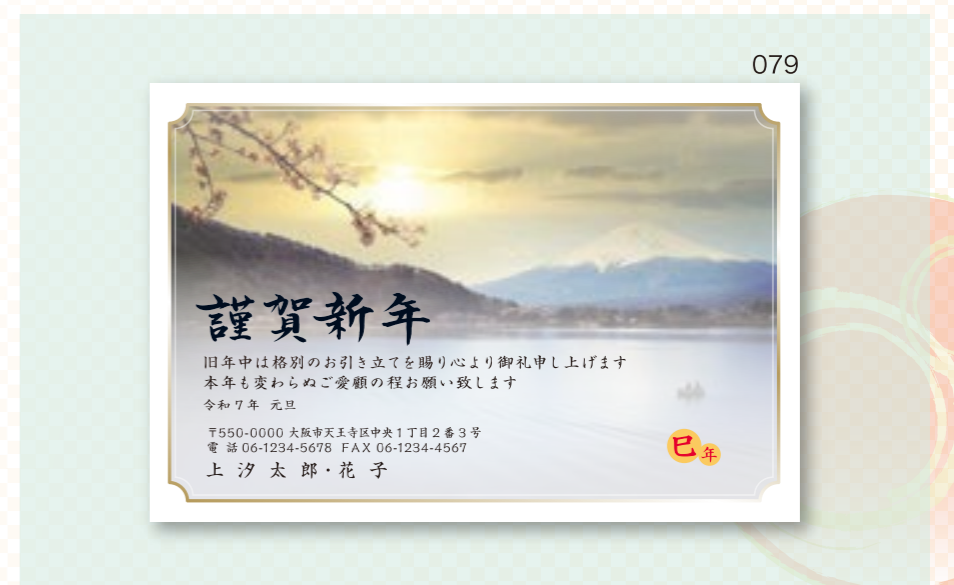 079
謹賀新年
旧年中は格別のお引き立てを賜り心より御礼申し上げます
本年も変わらぬご愛顧の程お願い致します
令和7年 元旦
〒550-0000 大阪市天王寺区中央1丁目2番3号
電 話 06-1234-5678 FAX 06-1234-4567
上 汐 太 郎・花 子
巳年